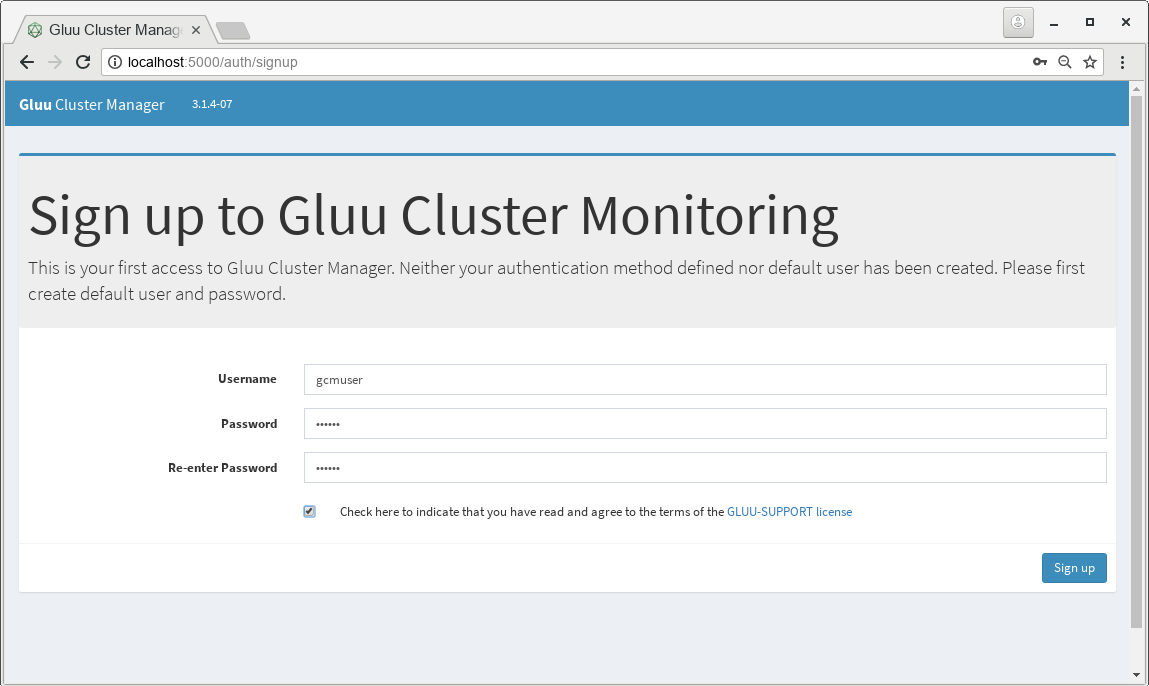 Gluu Cluster Manag
localhost:5000/auth/signup
Gluu Cluster Manager 3.1.4-07
Sign up to Gluu Cluster Monitoring
This is your first access to Gluu Cluster Manager. Neither your authentication method defined nor default user has been created. Please first
create default user and password.
Username gcmuser
Password ••••••
Re-enter Password ••••••
Check here to indicate that you have read and agree to the terms of the GLUU-SUPPORT license
Sign up